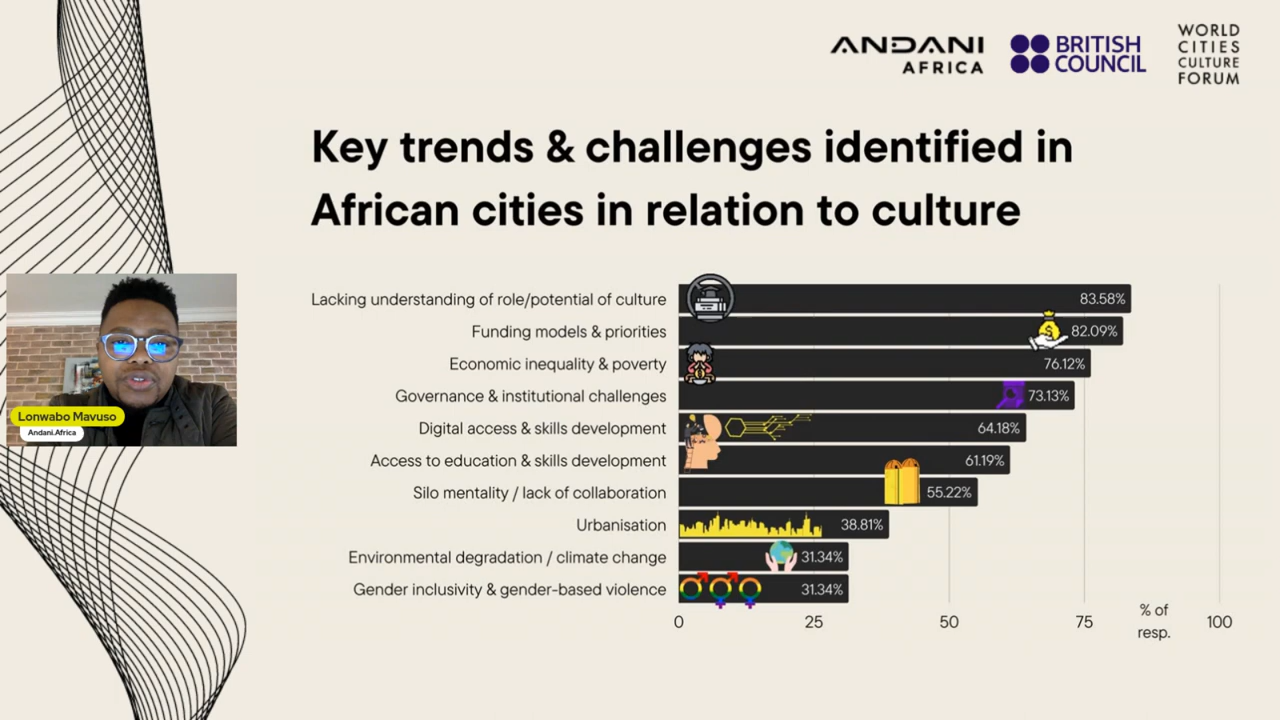 ANDANI
AFRICA
BRITISH
COUNCIL
WORLD
CITIES
CULTURE
FORUM
Key trends & challenges identified in
African cities in relation to culture
Lacking understanding of role/potential of culture 83.58%
Funding models & priorities 82.09%
Economic inequality & poverty 76.12%
Governance & institutional challenges 73.13%
Digital access & skills development 64.18%
Access to education & skills development 61.19%
Silo mentality / lack of collaboration 55.22%
Urbanisation 38.81%
Environmental degradation / climate change 31.34%
Gender inclusivity & gender-based violence 31.34%
0 25 50 75 % of resp. 100
Lonwabo Mavuso
Andani.Africa